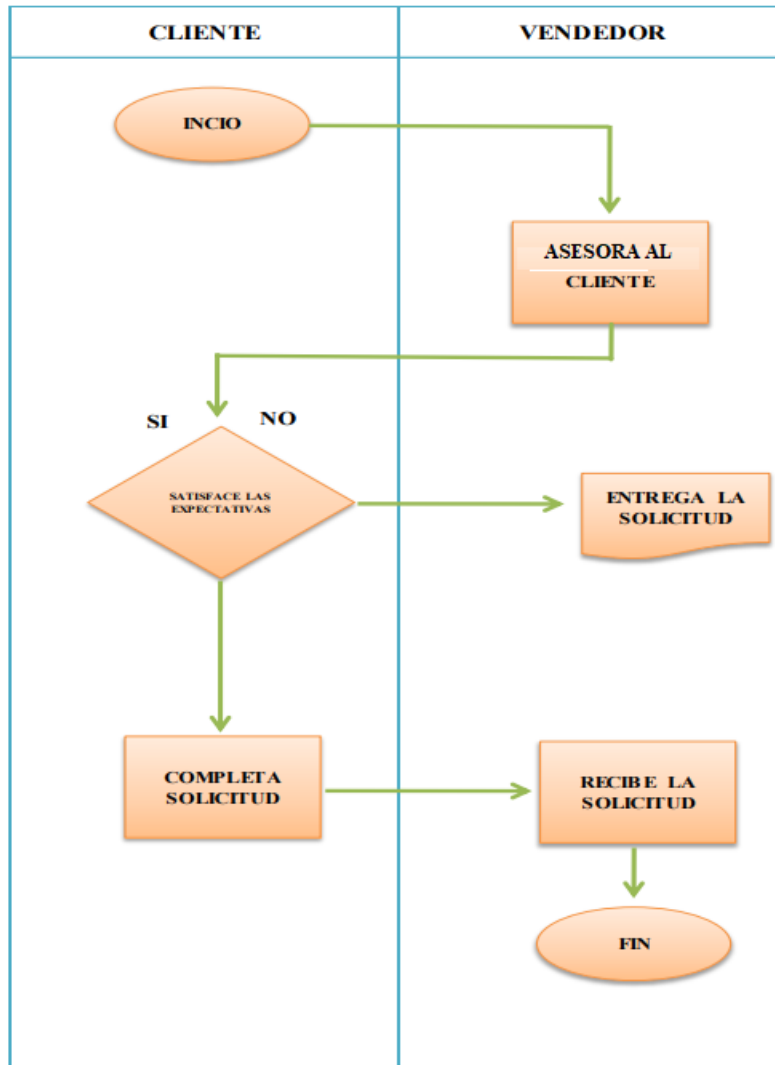 CLIENTE
VENDEDOR
INCIO
ASESORA AL
CLIENTE
SI
NO
SATISFACE LAS
EXPECTATIVAS
ENTREGA LA
SOLICITUD
COMPLETA
SOLICITUD
RECIBE LA
SOLICITUD
FIN